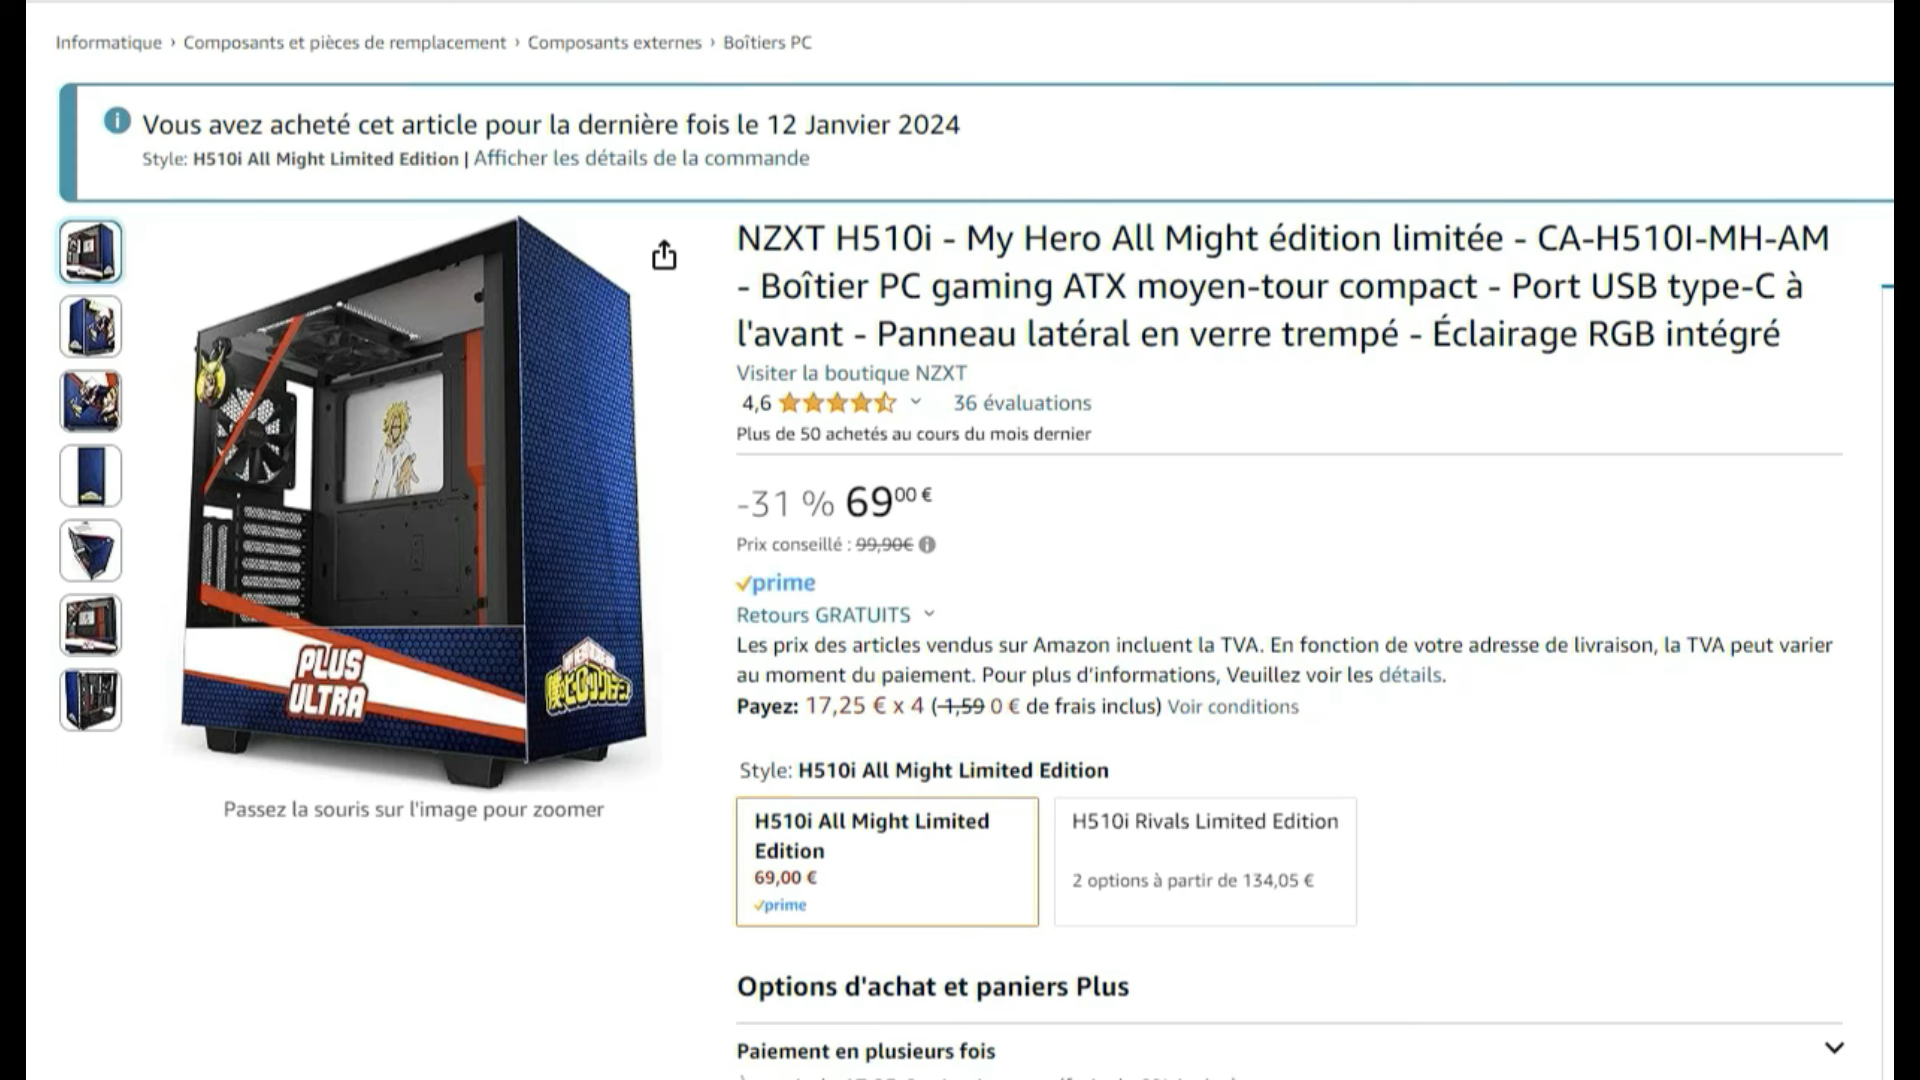 Informatique › Composants et pièces de remplacement › Composants externes › Boîtiers PC
Vous avez acheté cet article pour la dernière fois le 12 Janvier 2024
Style: H510i All Might Limited Edition | Afficher les détails de la commande
NZXT H510i - My Hero All Might édition limitée - CA-H510I-MH-AM
- Boîtier PC gaming ATX moyen-tour compact - Port USB type-C à
l'avant - Panneau latéral en verre trempé - Éclairage RGB intégré
Visiter la boutique NZXT
4,6 36 évaluations
Plus de 50 achetés au cours du mois dernier
-31 % 69,00 €
Prix conseillé : 99,90€
prime
Retours GRATUITS
Les prix des articles vendus sur Amazon incluent la TVA. En fonction de votre adresse de livraison, la TVA peut varier
au moment du paiement. Pour plus d'informations, Veuillez voir les détails.
Payez: 17,25 € x 4 (1,59 0 € de frais inclus) Voir conditions
PLUS
ULTRA
Passez la souris sur l'image pour zoomer
Style: H510i All Might Limited Edition
H510i All Might Limited
Edition
69,00 €
prime
H510i Rivals Limited Edition
2 options à partir de 134,05 €
Options d'achat et paniers Plus
Paiement en plusieurs fois